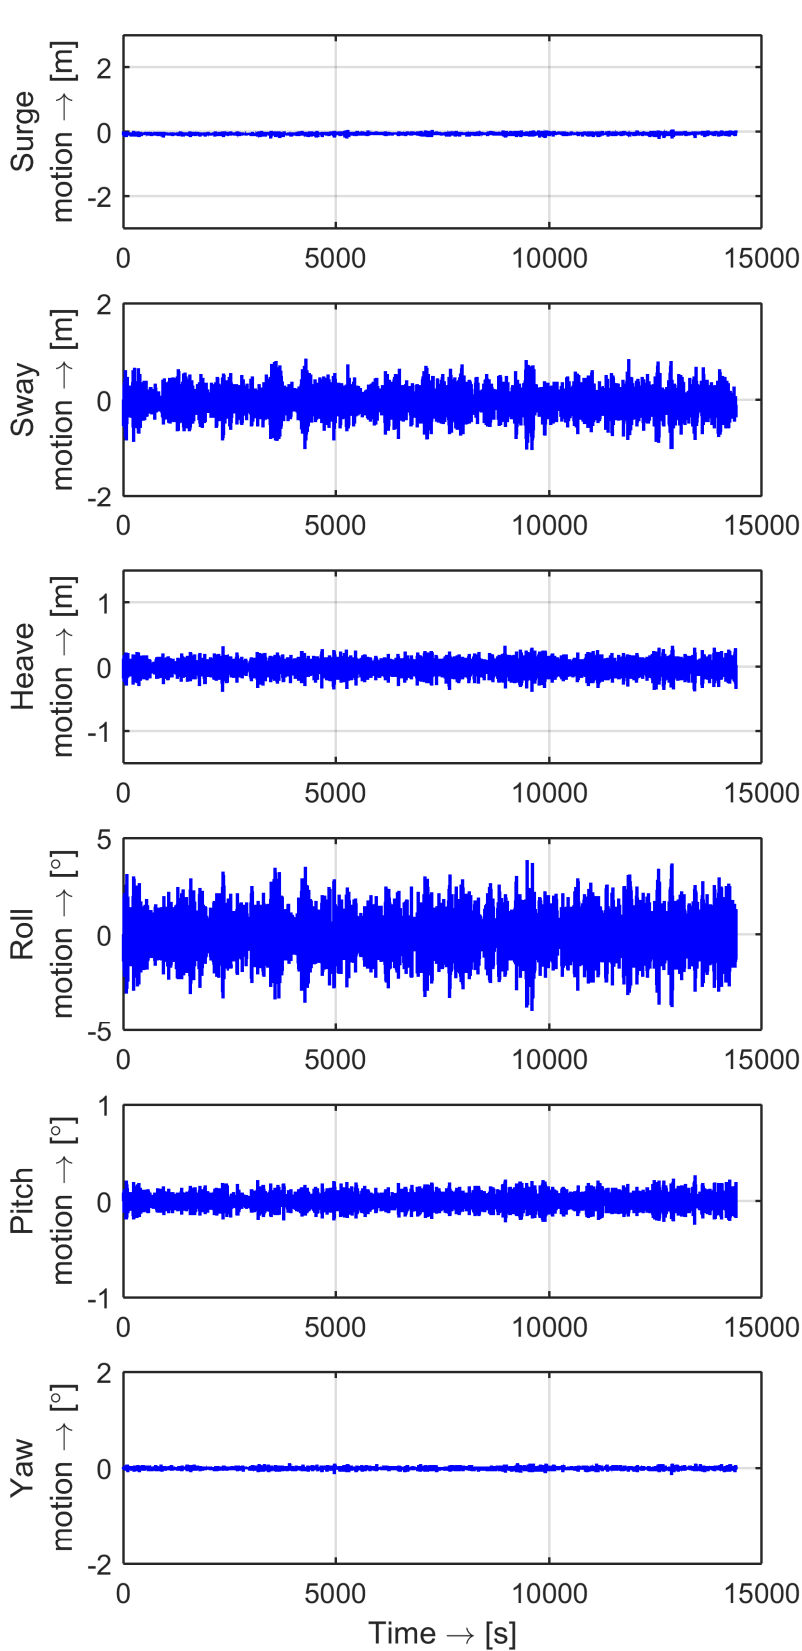 Surge
motion → [m]
2
0
-2
0 5000 10000 15000
Sway
motion → [m]
2
0
-2
0 5000 10000 15000
Heave
motion → [m]
1
0
-1
0 5000 10000 15000
Roll
motion → [°]
5
0
-5
0 5000 10000 15000
Pitch
motion → [°]
1
0
-1
0 5000 10000 15000
Yaw
motion → [°]
2
0
-2
0 5000 10000 15000
Time → [s]